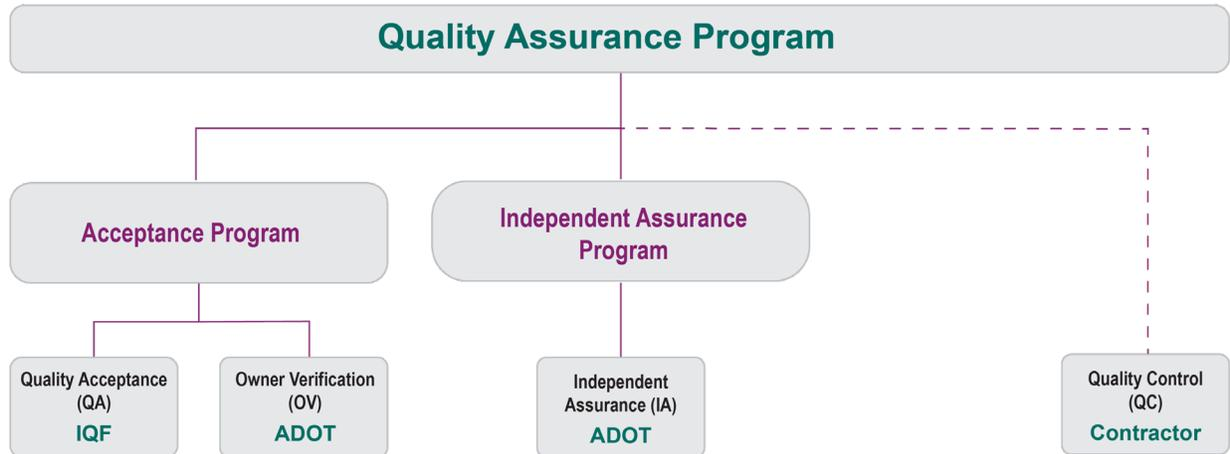 Quality Assurance Program
Acceptance Program
Independent Assurance
Program
Quality Acceptance
(QA)
IQF
Owner Verification
(OV)
ADOT
Independent
Assurance (IA)
ADOT
Quality Control
(QC)
Contractor